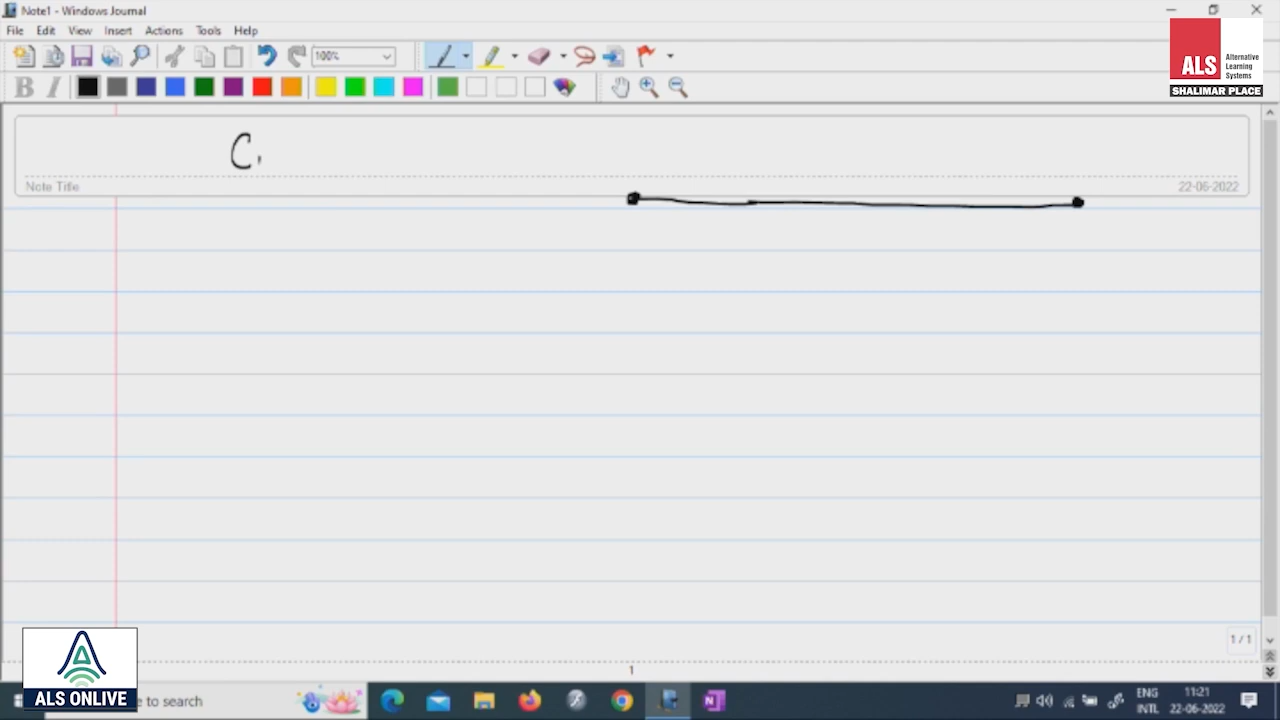 Note1 - Windows Journal
File Edit View Insert Actions Tools Help
100%
ALS Alternative Learning Systems
SHALIMAR PLACE
B I
C
Note Title
22-06-2022
1 / 1
1
ALS ONLIVE
e to search
ENG
INTL
11:21
22-06-2022